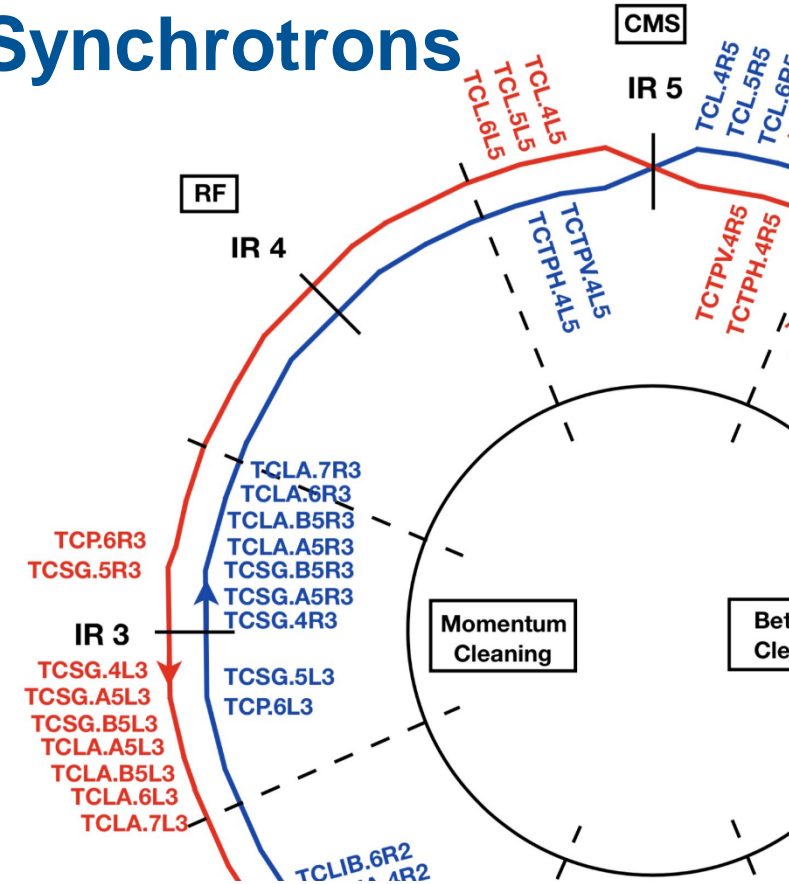 Synchrotrons
CMS
IR 5
TCL.6L5
TCL.5L5
TCL.4L5
TCL.4R5
TCL.5R5
RF
IR 4
TCTPH.4L5
TCTPV.4L5
TCTPV.4R5
TCTPH.4R5
TCLA.7R3
TCLA.6R3
TCLA.B5R3
TCLA.A5R3
TCSG.B5R3
TCSG.A5R3
TCSG.4R3
TCP.6R3
TCSG.5R3
IR 3
TCSG.4L3
TCSG.A5L3
TCSG.B5L3
TCLA.A5L3
TCLA.B5L3
TCLA.6L3
TCLA.7L3
TCSG.5L3
TCP.6L3
Momentum
Cleaning
TCLIB.6R2